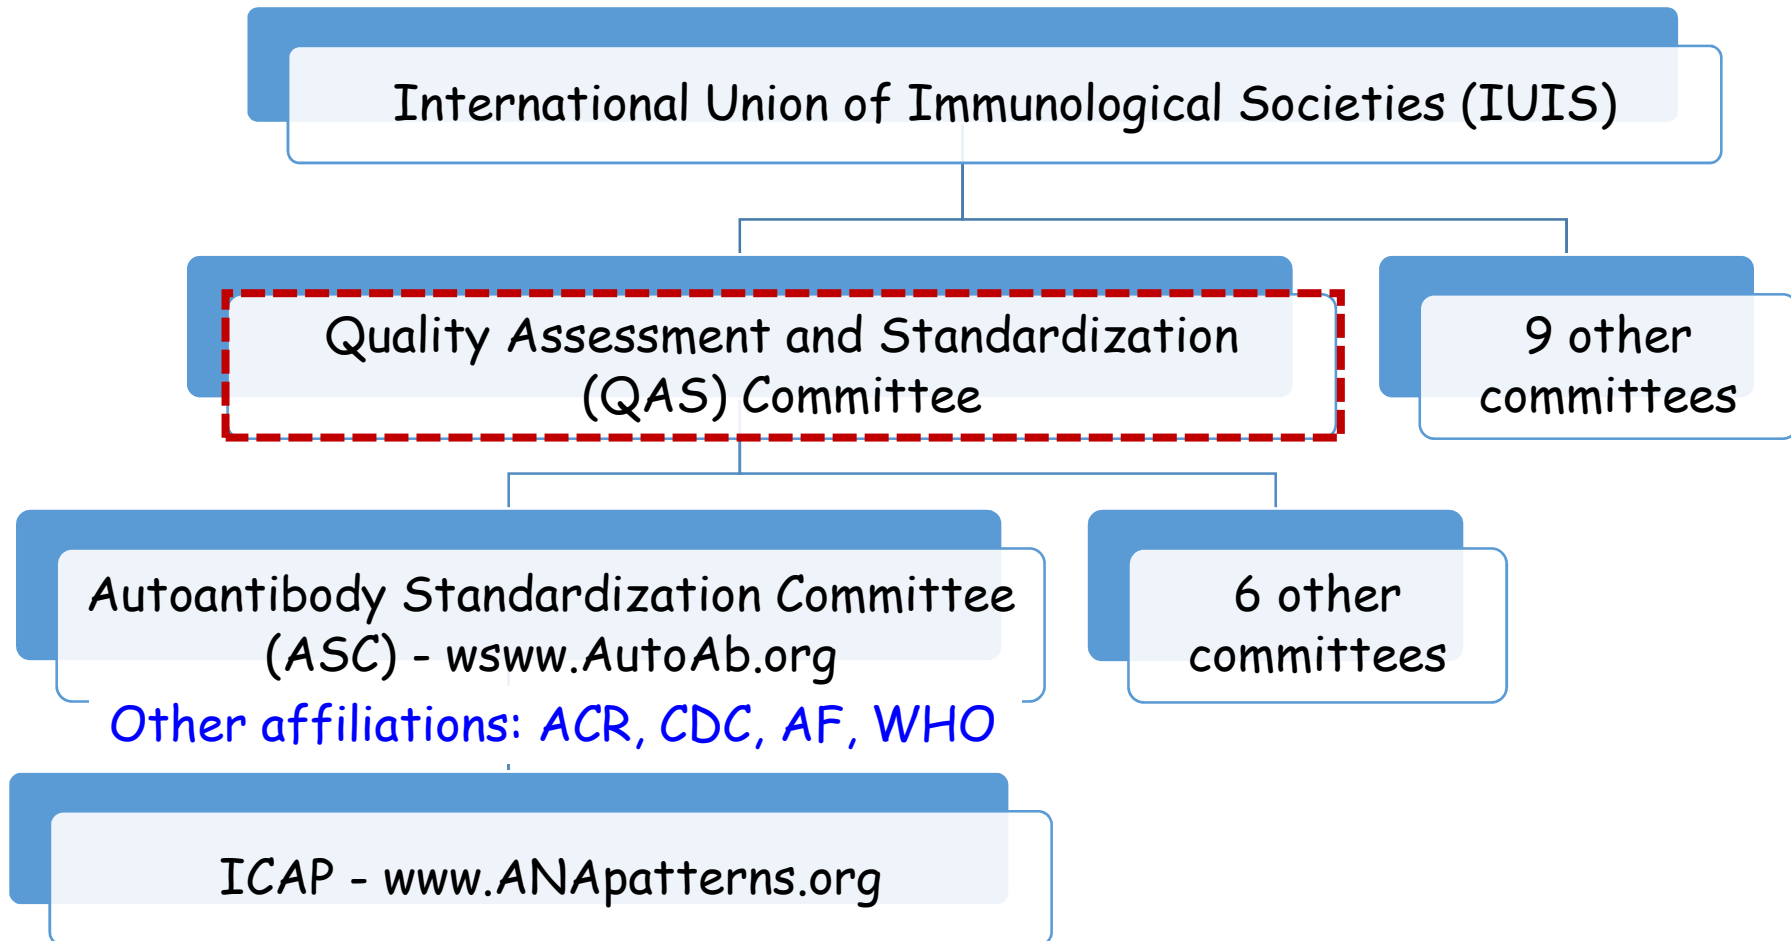 International Union of Immunological Societies (IUIS)
Quality Assessment and Standardization
(QAS) Committee
9 other
committees
Autoantibody Standardization Committee
(ASC) - wsww.AutoAb.org
Other affiliations: ACR, CDC, AF, WHO
6 other
committees
ICAP - www.ANApatterns.org